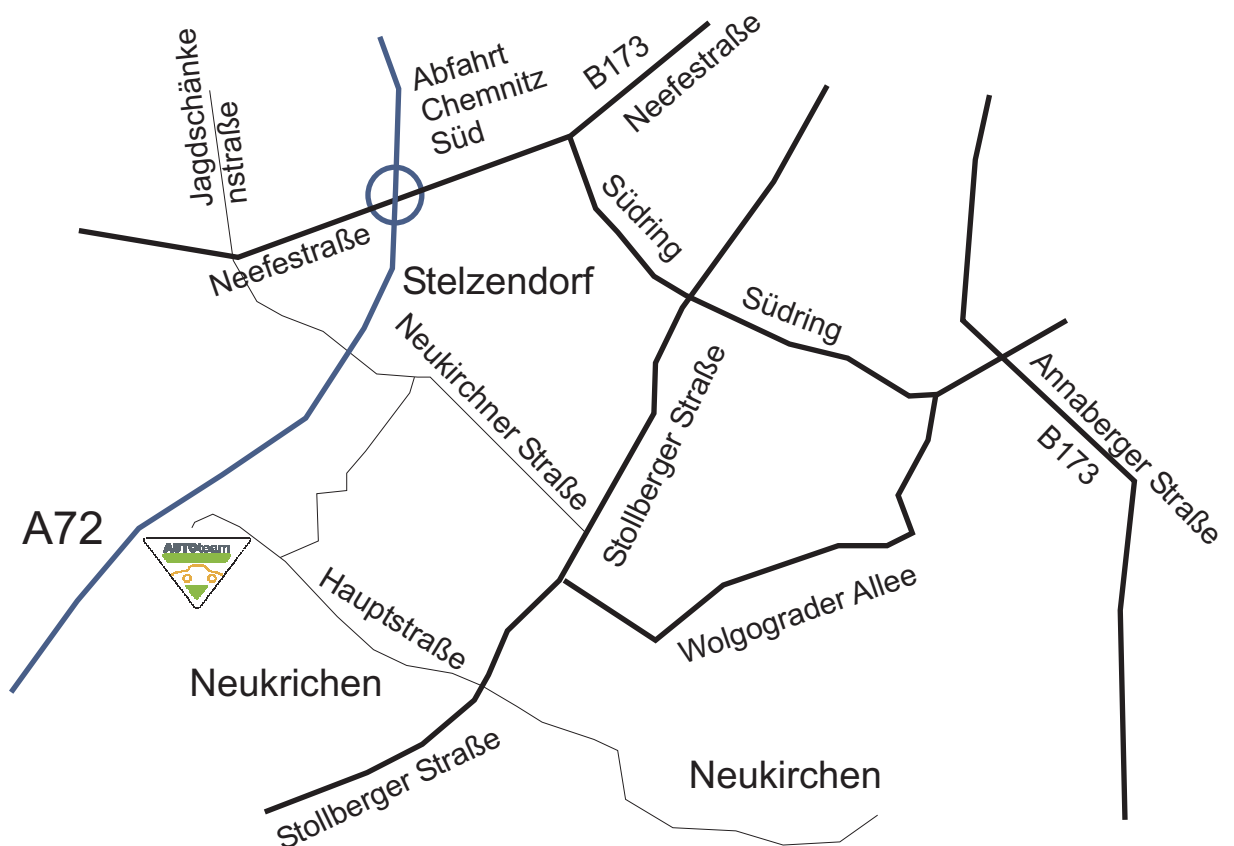 Jagdschänke
nstraße
Abfahrt
Chemnitz
Süd
B173
Neefestraße
Neefestraße
Südring
Stelzendorf
Südring
Neukirchner Straße
Stollberger Straße
Annaberger Straße
B173
A72
AUTOteam
Hauptstraße
Wolgograder Allee
Neukrichen
Stollberger Straße
Neukirchen